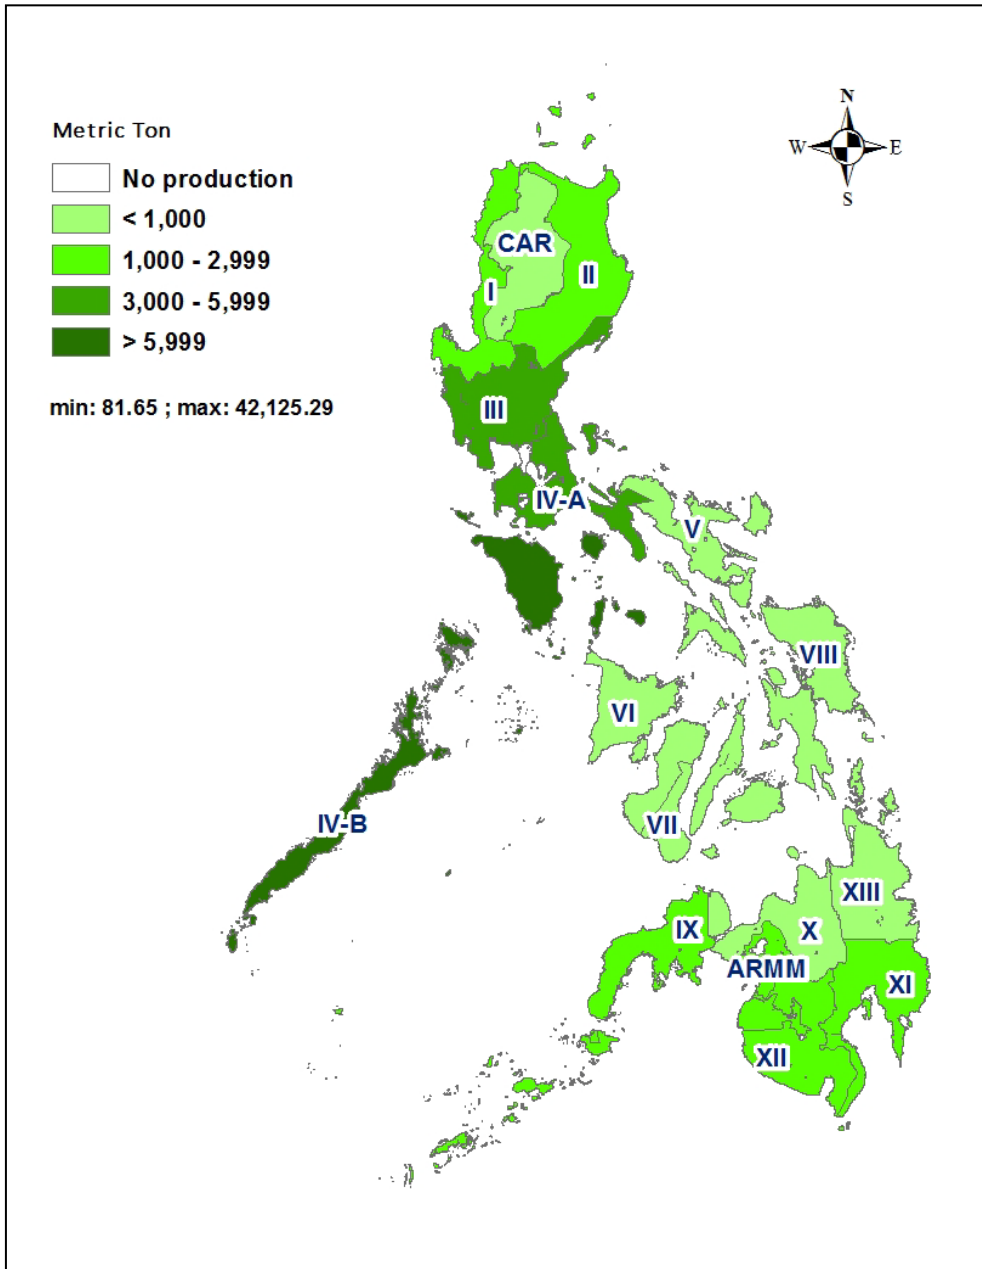 Metric Ton
No production
< 1,000
1,000 - 2,999
3,000 - 5,999
> 5,999
min: 81.65 ; max: 42,125.29
N
W
E
S
CAR
II
I
III
IV-A
V
VIII
VI
IV-B
VII
XIII
IX
X
ARMM
XI
XII